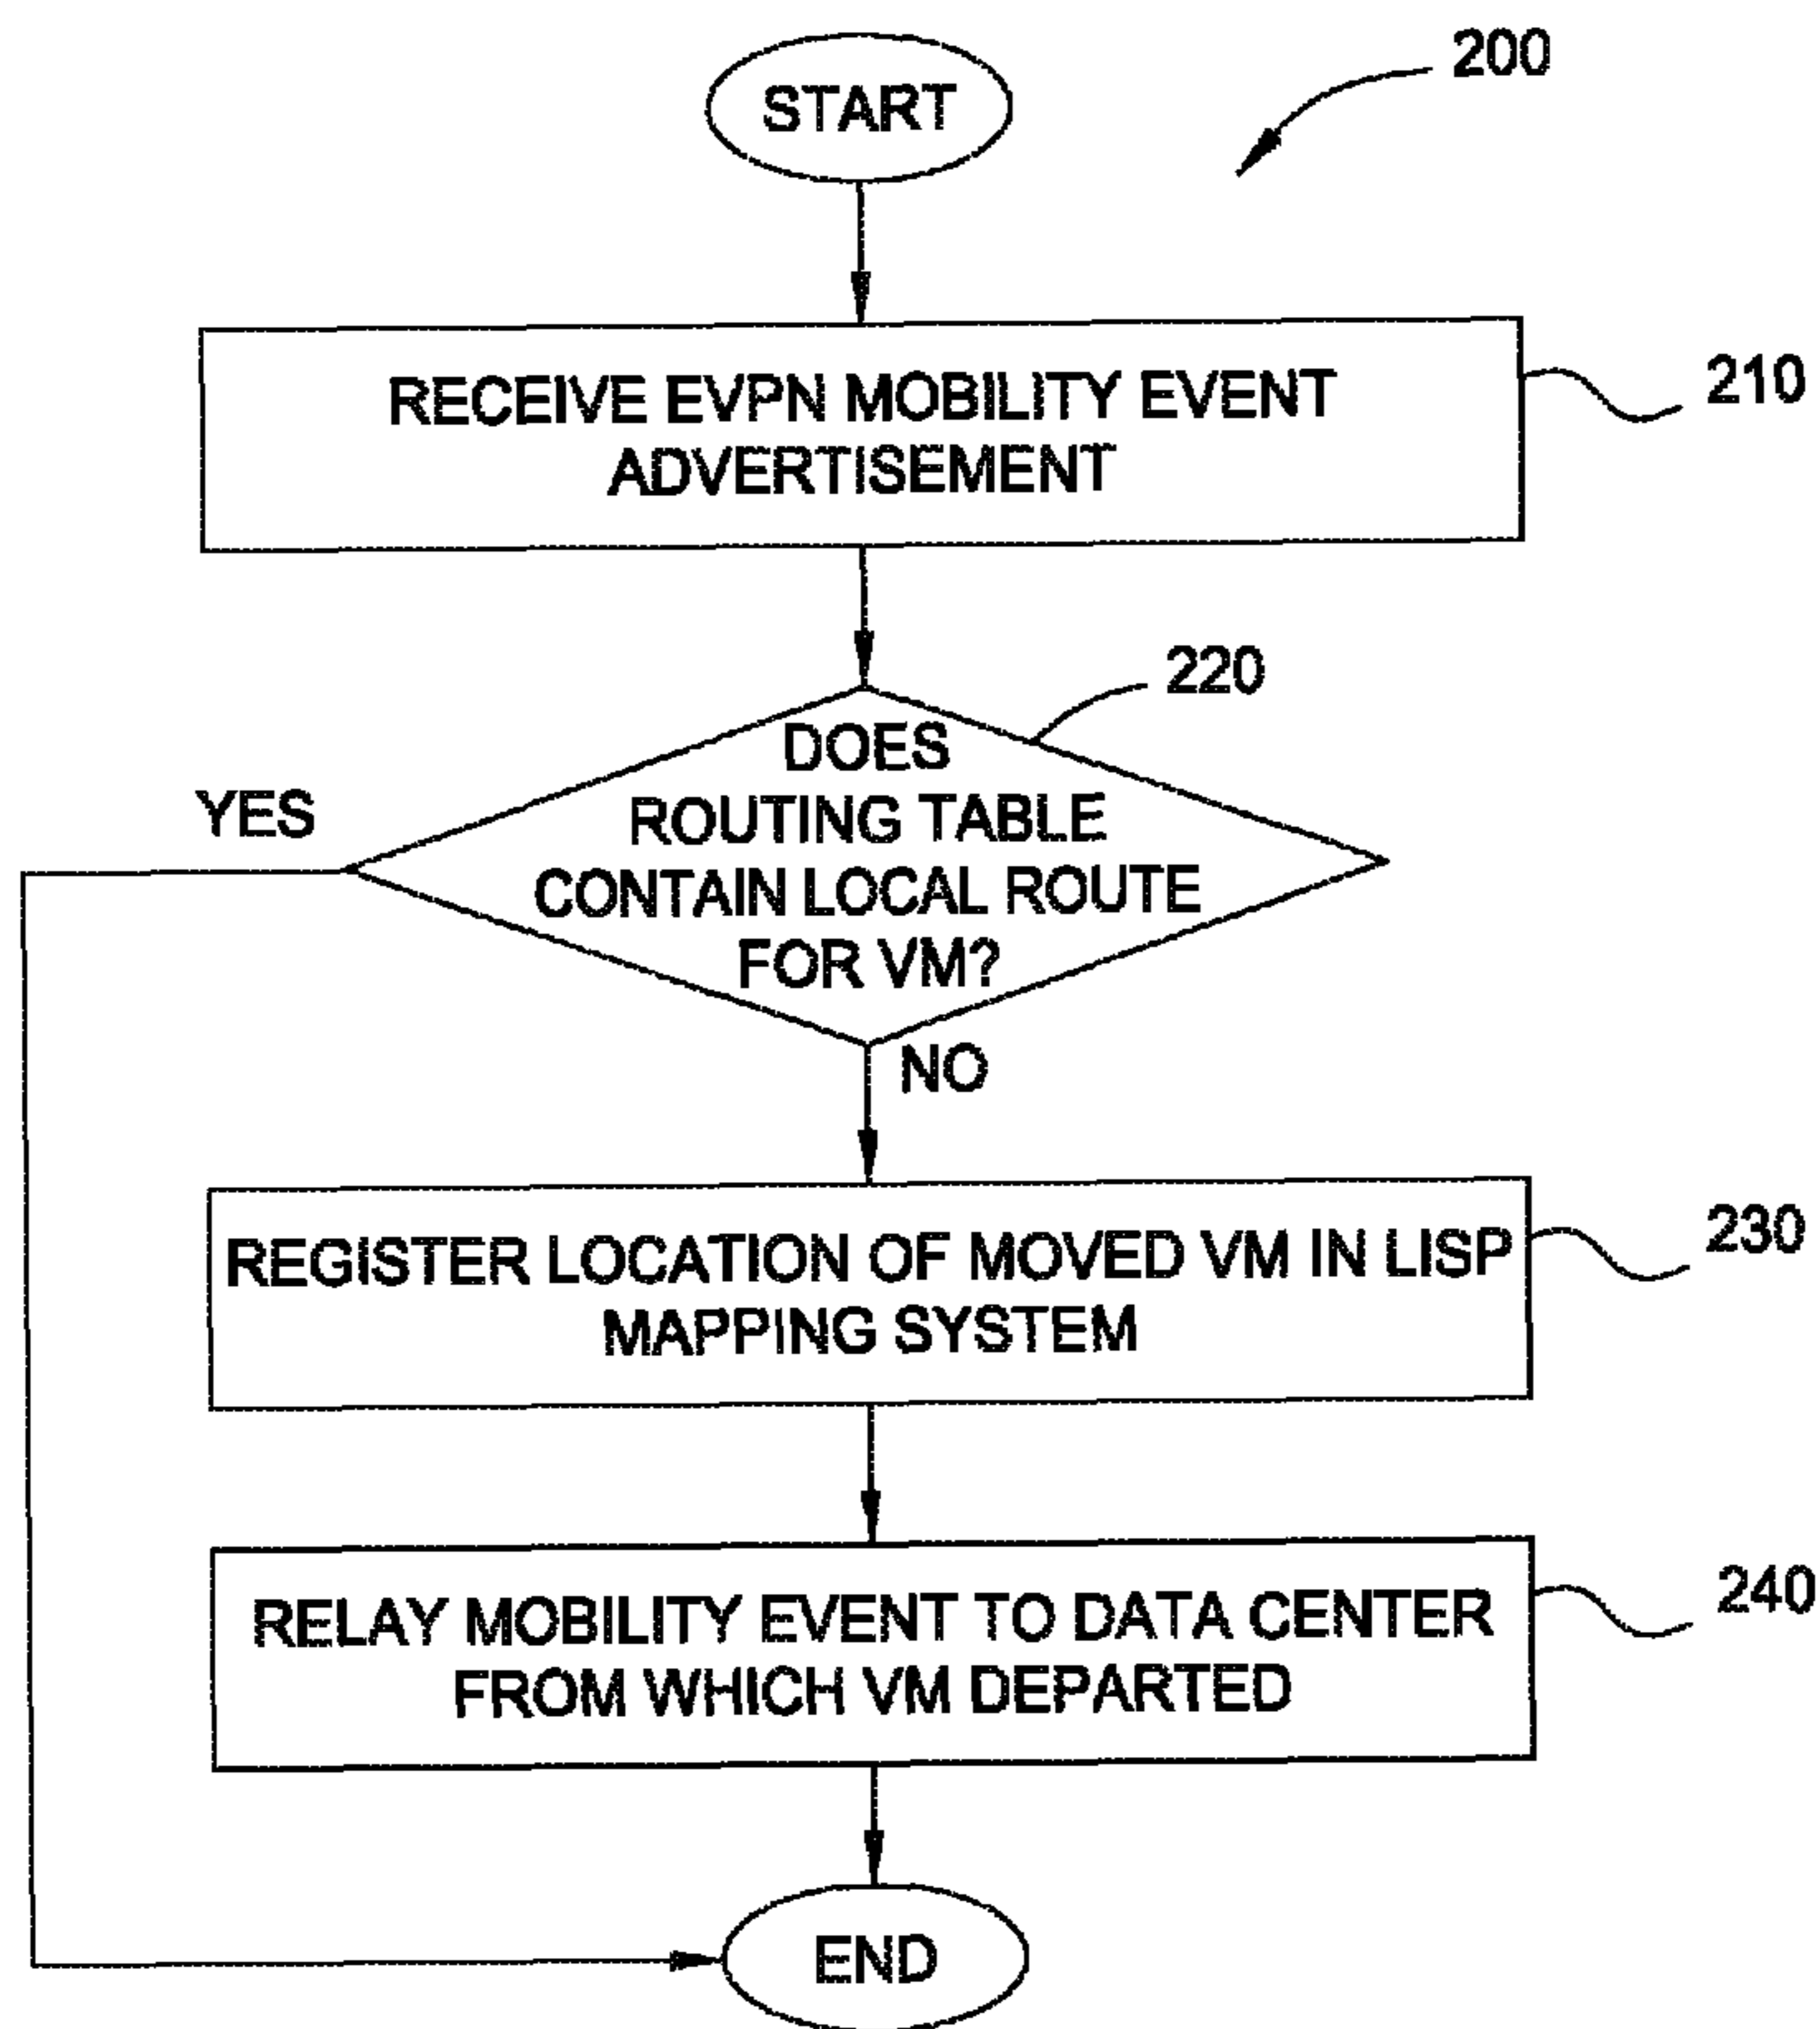 START
200
RECEIVE EVPN MOBILITY EVENT
ADVERTISEMENT
210
220
DOES
ROUTING TABLE
CONTAIN LOCAL ROUTE
FOR VM?
YES
NO
REGISTER LOCATION OF MOVED VM IN LISP
MAPPING SYSTEM
230
RELAY MOBILITY EVENT TO DATA CENTER
FROM WHICH VM DEPARTED
240
END